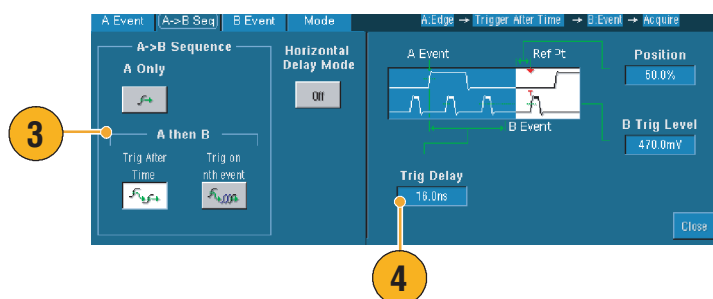 A Event A->B Seq B Event Mode
A:Edge → Trigger After Time → B:Event → Acquire
A->B Sequence
A Only
Horizontal
Delay Mode
Off
A then B
Trig After
Time
Trig on
nth event
A Event
Ref Pt
B Event
Trig Delay
16.0ns
Position
50.0%
B Trig Level
470.0mV
Close
3
4